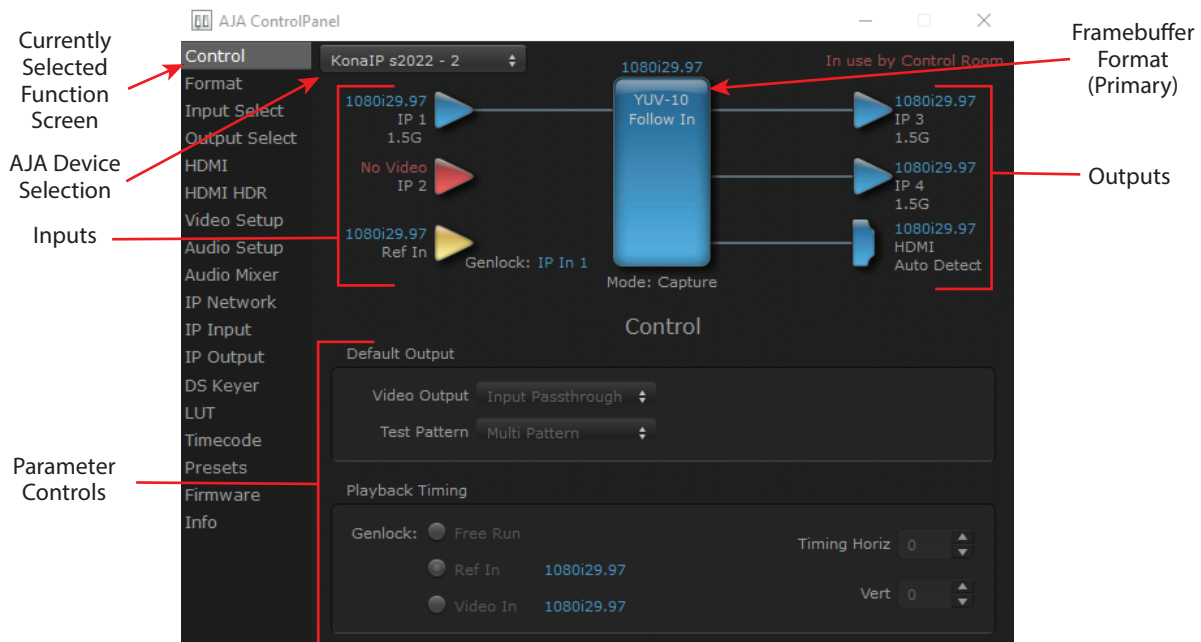 AJA ControlPanel
Currently
Selected
Function
Screen
AJA Device
Selection
Inputs
Parameter
Controls
Framebuffer
Format
(Primary)
Outputs
Control
Format
Input Select
Output Select
HDMI
HDMI HDR
Video Setup
Audio Setup
Audio Mixer
IP Network
IP Input
IP Output
DS Keyer
LUT
Timecode
Presets
Firmware
Info
KonaIP s2022 - 2
In use by Control Room
1080i29.97
IP 1
1.5G
No Video
IP 2
1080i29.97
Ref In
Genlock: IP In 1
1080i29.97
YUV-10
Follow In
Mode: Capture
1080i29.97
IP 3
1.5G
1080i29.97
IP 4
1.5G
1080i29.97
HDMI
Auto Detect
Control
Default Output
Video Output Input Passthrough
Test Pattern Multi Pattern
Playback Timing
Genlock: Free Run
Ref In 1080i29.97
Video In 1080i29.97
Timing Horiz 0
Vert 0